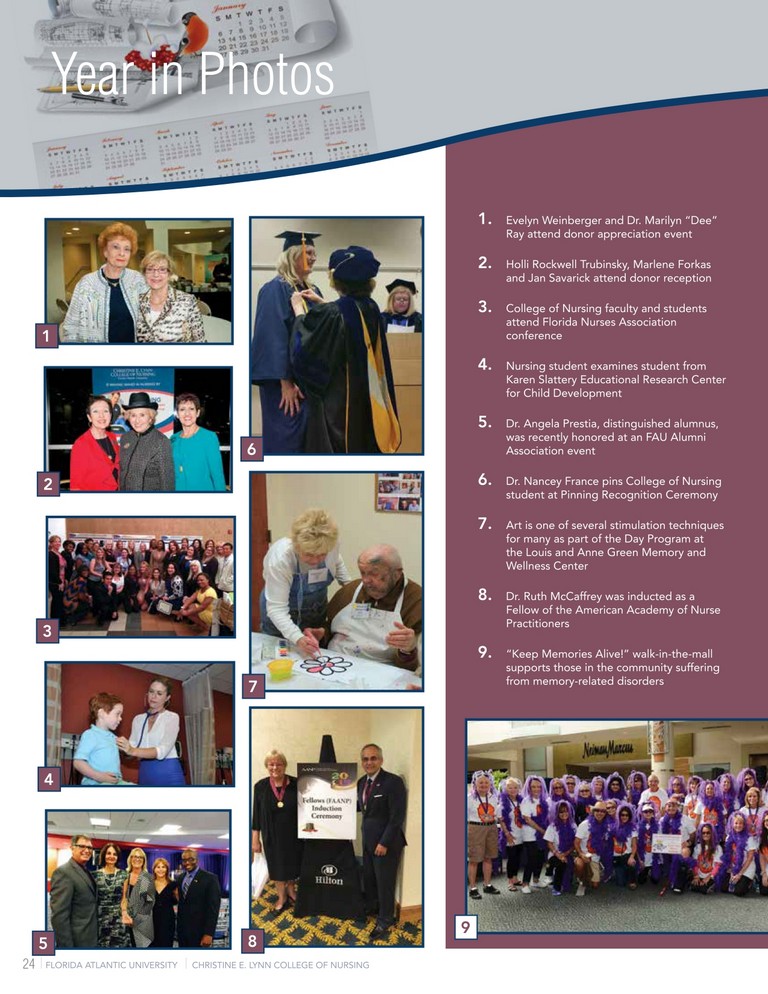 Year in Photos
January
S M T W T F S
1
2
3
4
5
6
7
8
9
1. Evelyn Weinberger and Dr. Marilyn “Dee”
Ray attend donor appreciation event
2. Holli Rockwell Trubinsky, Marlene Forkas
and Jan Savarick attend donor reception
3. College of Nursing faculty and students
attend Florida Nurses Association
conference
4. Nursing student examines student from
Karen Slattery Educational Research Center
for Child Development
5. Dr. Angela Prestia, distinguished alumnus,
was recently honored at an FAU Alumni
Association event
6. Dr. Nancey France pins College of Nursing
student at Pinning Recognition Ceremony
7. Art is one of several stimulation techniques
for many as part of the Day Program at
the Louis and Anne Green Memory and
Wellness Center
8. Dr. Ruth McCaffrey was inducted as a
Fellow of the American Academy of Nurse
Practitioners
9. “Keep Memories Alive!” walk-in-the-mall
supports those in the community suffering
from memory-related disorders
CHRISTINE E. LYNN
COLLEGE OF NURSING
AANP
20
Fellows (FAANP)
Induction
Ceremony
Hilton
Neiman Marcus
24 FLORIDA ATLANTIC UNIVERSITY CHRISTINE E. LYNN COLLEGE OF NURSING